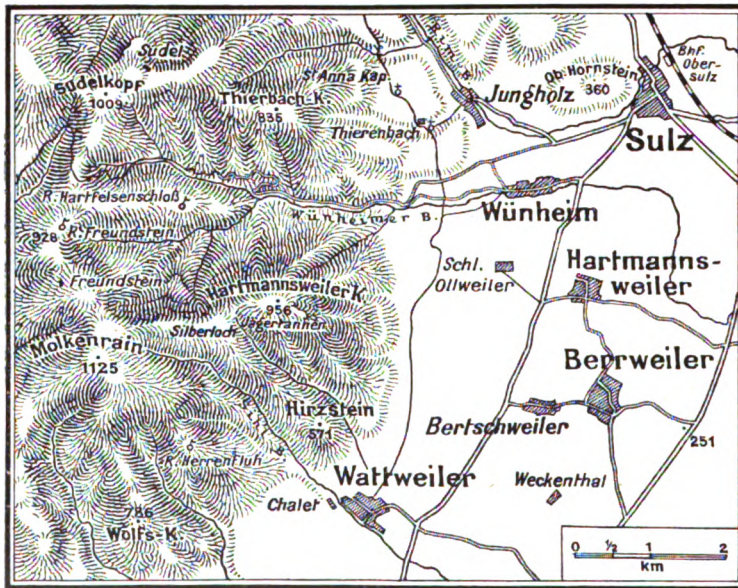 Sudel
Sudelkopf
1009
Thierbach-K.
835
St Anna Kap.
Thierenbach
Rimb.
Jungholz
Ob. Hornstein
360
Bnf. Ober-
sulz
Sulz
R. Hartfelsenschloß
Wünheimer B.
Wünheim
928
R. Freundstein
Freundstein
Schl.
Ollweiler
Hartmanns-
weiler
Hartmannsweiler K.
956
Jägertannen
Silberloch
Molkenrain
1125
Berrweiler
Hirzstein
571
Bertschweiler
251
R. Herrenfluh
Wattweiler
Weckenthal
Chalet
786
Wolfs-K.
0 ½ 1 2
km